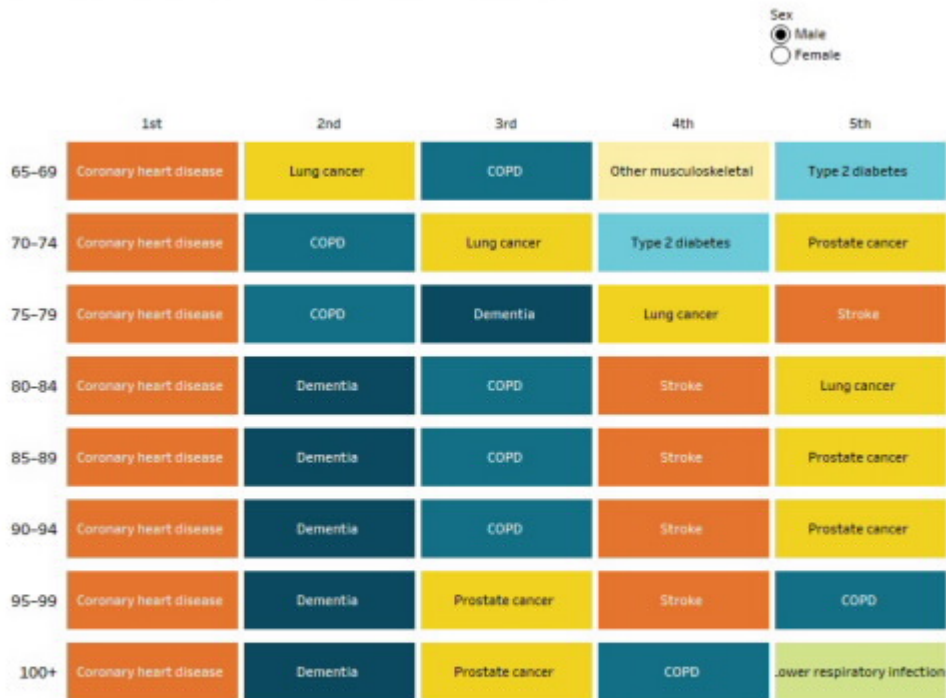 Sex
Male
Female
1st 2nd 3rd 4th 5th
65–69 Coronary heart disease Lung cancer COPD Other musculoskeletal Type 2 diabetes
70–74 Coronary heart disease COPD Lung cancer Type 2 diabetes Prostate cancer
75–79 Coronary heart disease COPD Dementia Lung cancer Stroke
80–84 Coronary heart disease Dementia COPD Stroke Lung cancer
85–89 Coronary heart disease Dementia COPD Stroke Prostate cancer
90–94 Coronary heart disease Dementia COPD Stroke Prostate cancer
95–99 Coronary heart disease Dementia Prostate cancer Stroke COPD
100+ Coronary heart disease Dementia Prostate cancer COPD ower respiratory infection